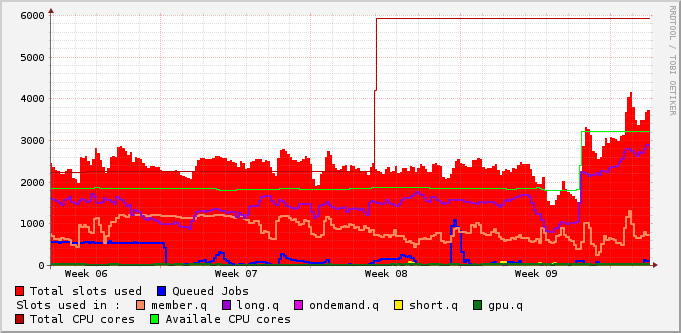 RRDTOOL / TOBI OETIKER
6000
5000
4000
3000
2000
1000
0
Week 06 Week 07 Week 08 Week 09
Total slots used Queued Jobs
Slots used in : member.q long.q ondemand.q short.q gpu.q
Total CPU cores Availale CPU cores